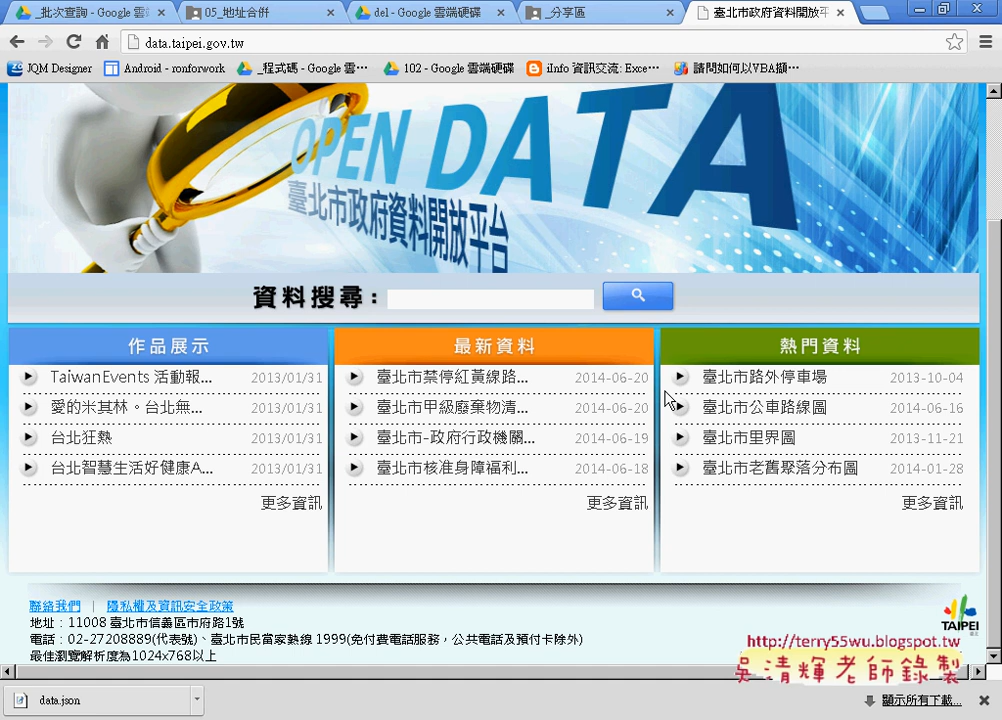 _批次查詢 - Google 雲
05_地址合併
del - Google 雲端硬碟
_分享區
臺北市政府資料開放平
data.taipei.gov.tw
JQM Designer
Android - ronforwork
_程式碼 - Google 雲…
102 - Google 雲端硬碟
iInfo 資訊交流: Exce…
請問如何以VBA擷…
OPEN DATA
臺北市政府資料開放平台
資料搜尋：
作品展示
TaiwanEvents 活動報... 2013/01/31
愛的米其林。台北無... 2013/01/31
台北狂熱 2013/01/31
台北智慧生活好健康A... 2013/01/31
更多資訊
最新資料
臺北市禁停紅黃線路... 2014-06-20
臺北市甲級廢棄物清... 2014-06-20
臺北市-政府行政機關... 2014-06-19
臺北市核准身障福利... 2014-06-18
更多資訊
熱門資料
臺北市路外停車場 2013-10-04
臺北市公車路線圖 2014-06-16
臺北市里界圖 2013-11-21
臺北市老舊聚落分布圖 2014-01-28
更多資訊
聯絡我們 | 隱私權及資訊安全政策
地址：11008 臺北市信義區市府路1號
電話：02-27208889(代表號)、臺北市民當家熱線 1999(免付費電話服務，公共電話及預付卡除外)
最佳瀏覽解析度為1024x768以上
TAIPEI
http://terry55wu.blogspot.tw
吳清輝老師錄製
data.json
顯示所有下載...